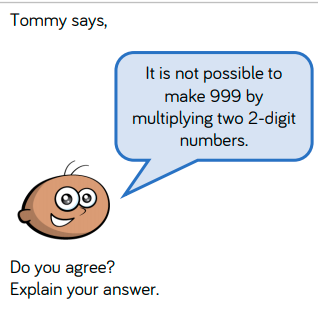 Tommy says,
It is not possible to
make 999 by
multiplying two 2-digit
numbers.
Do you agree?
Explain your answer.